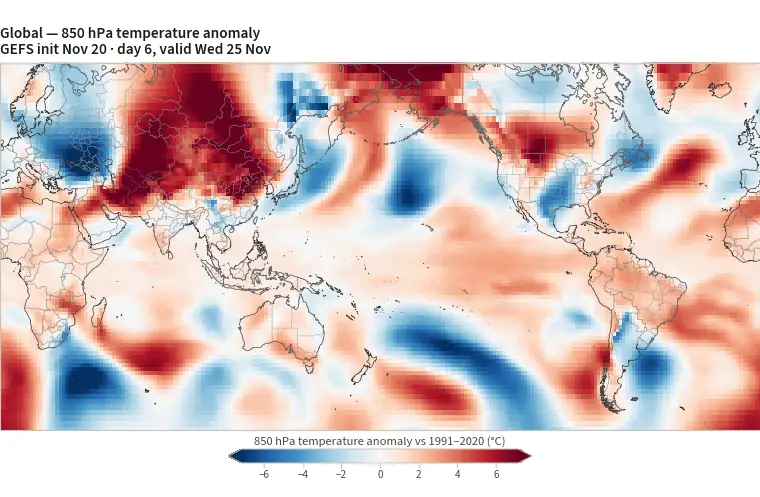 Global — 850 hPa temperature anomaly
GEFS init Nov 20 · day 6, valid Wed 25 Nov
850 hPa temperature anomaly vs 1991–2020 (°C)
−6 −4 −2 0 2 4 6